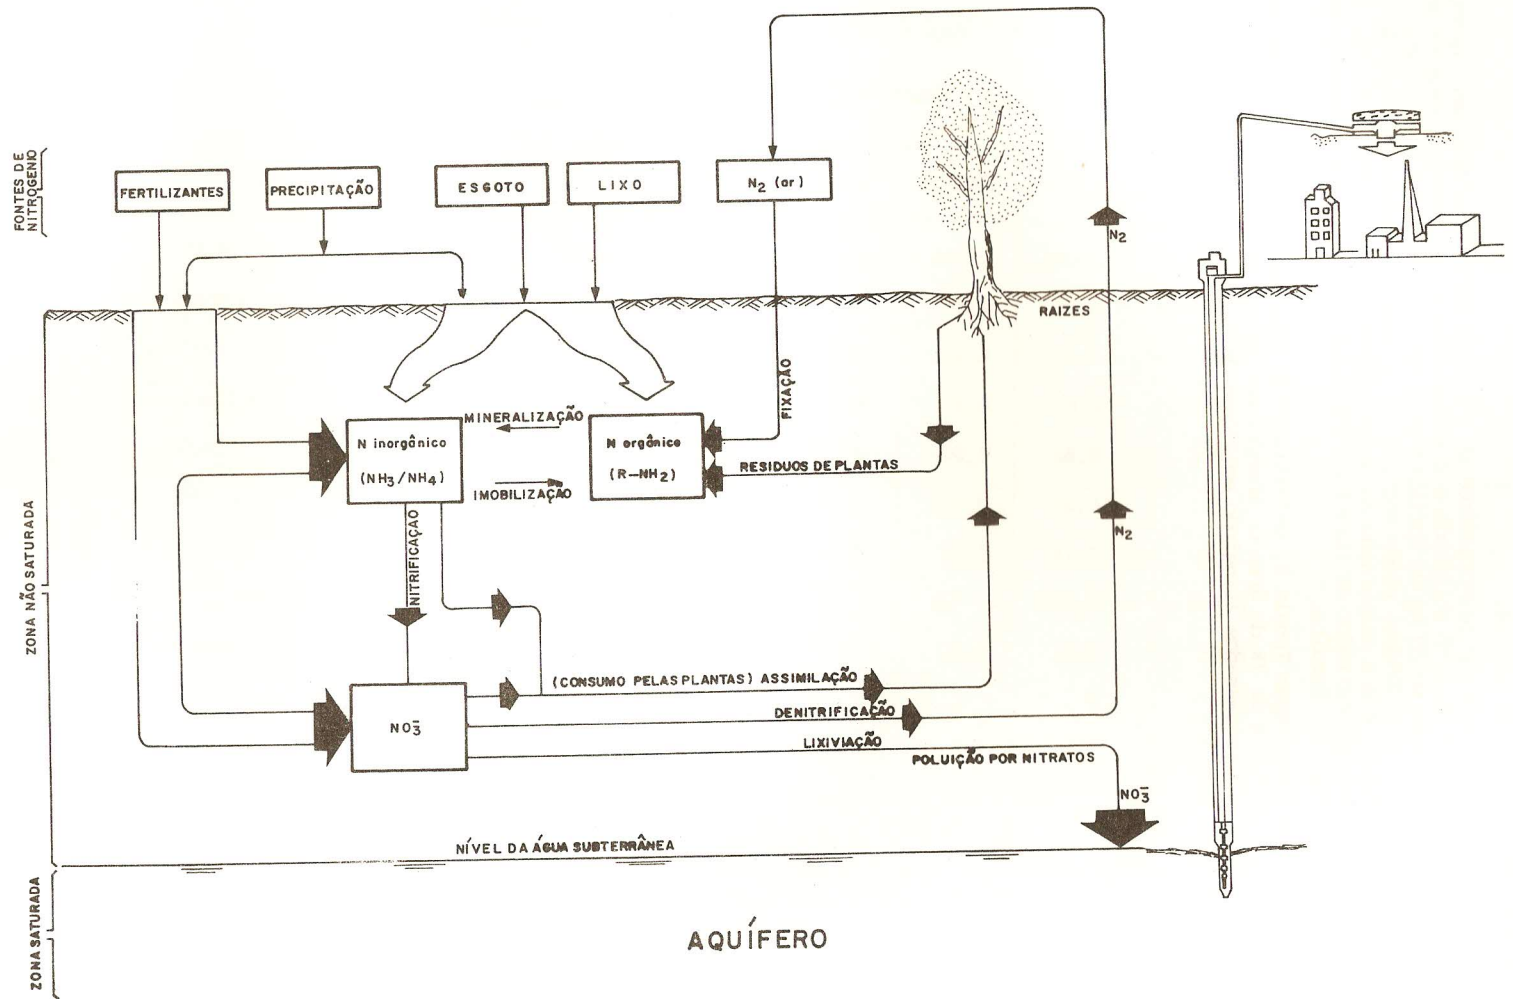 FONTES DE
NITROGENIO
FERTILIZANTES
PRECIPITAÇÃO
ESGOTO
LIXO
N₂ (ar)
N₂
RAIZES
FIXAÇÃO
MINERALIZAÇÃO
N inorgânico
(NH₃/NH₄)
N orgânico
(R-NH₂)
IMOBILIZAÇÃO
RESIDUOS DE PLANTAS
NITRIFICAÇÃO
N₂
ZONA NÃO SATURADA
(CONSUMO PELAS PLANTAS) ASSIMILAÇÃO
DENITRIFICAÇÃO
NO₃⁻
LIXIVIAÇÃO
POLUIÇÃO POR NITRATOS
NO₃⁻
NÍVEL DA ÁGUA SUBTERRÂNEA
ZONA SATURADA
AQUÍFERO